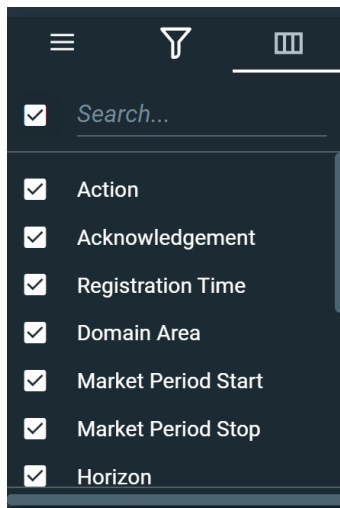 Search...
Action
Acknowledgement
Registration Time
Domain Area
Market Period Start
Market Period Stop
Horizon